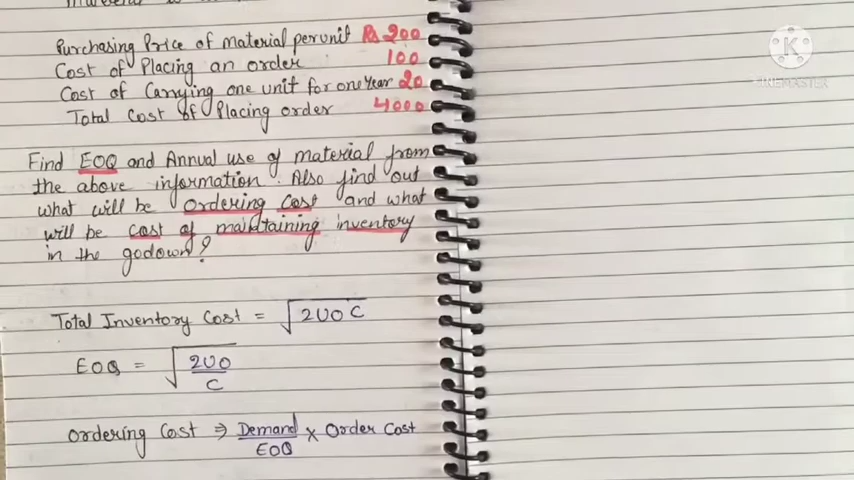 Purchasing Price of Material per unit Rs 200
Cost of Placing an order 100
Cost of Carrying one unit for one Year 20
Total Cost of Placing order 4000
Find EOQ and Annual use of material from
the above information. Also find out
what will be ordering cost and what
will be cost of maintaining inventory
in the godown?
Total Inventory Cost = √2UOC
EOQ = √2UO/C
Ordering Cost ⇒ Demand/EOQ × Order Cost
K
KINEMASTER